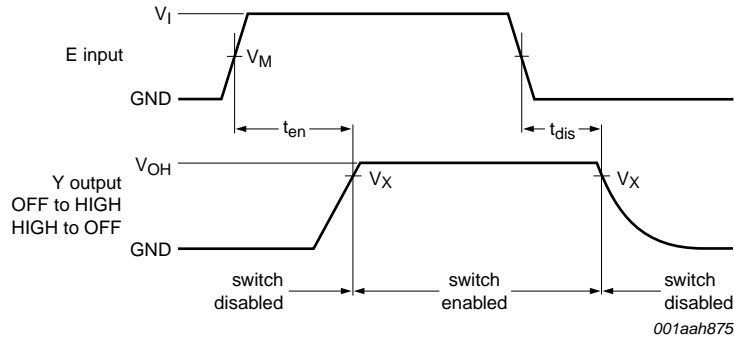 V_I
E input
V_M
GND
t_en
t_dis
V_OH
Y output
OFF to HIGH
HIGH to OFF
V_X
V_X
GND
switch
disabled
switch
enabled
switch
disabled
001aah875